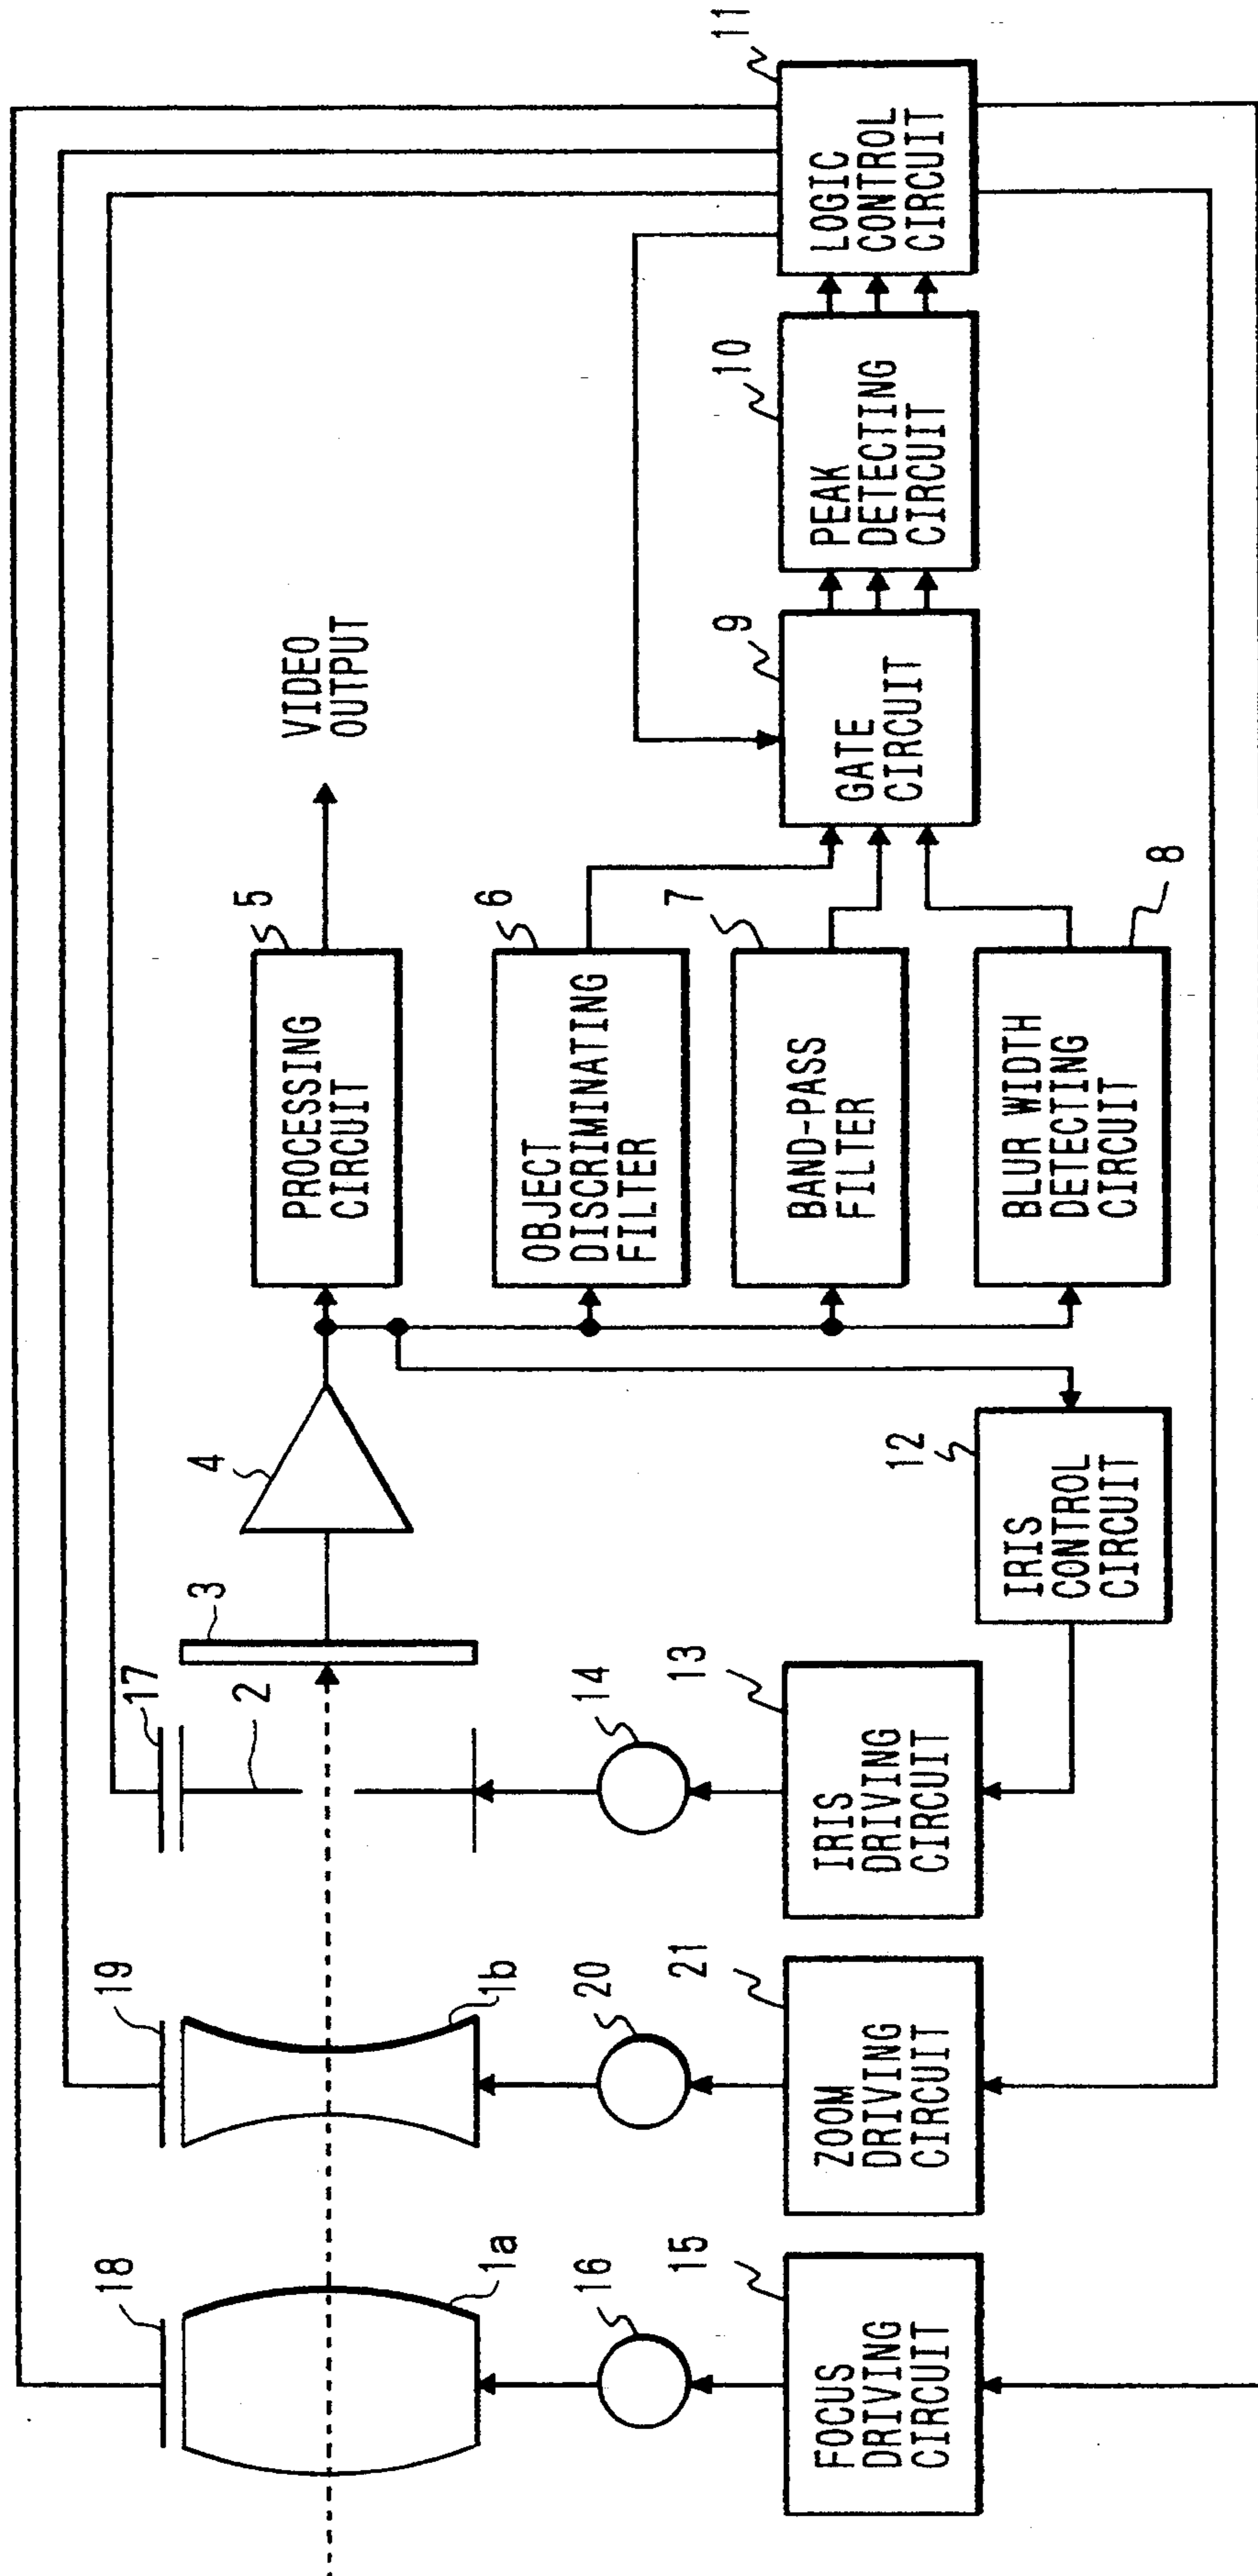 18
19
17
3
4
5
PROCESSING
CIRCUIT
VIDEO
OUTPUT
1a
1b
2
6
OBJECT
DISCRIMINATING
FILTER
16
20
14
7
BAND-PASS
FILTER
9
GATE
CIRCUIT
10
PEAK
DETECTING
CIRCUIT
11
LOGIC
CONTROL
CIRCUIT
15
FOCUS
DRIVING
CIRCUIT
21
ZOOM
DRIVING
CIRCUIT
13
IRIS
DRIVING
CIRCUIT
12
IRIS
CONTROL
CIRCUIT
8
BLUR WIDTH
DETECTING
CIRCUIT